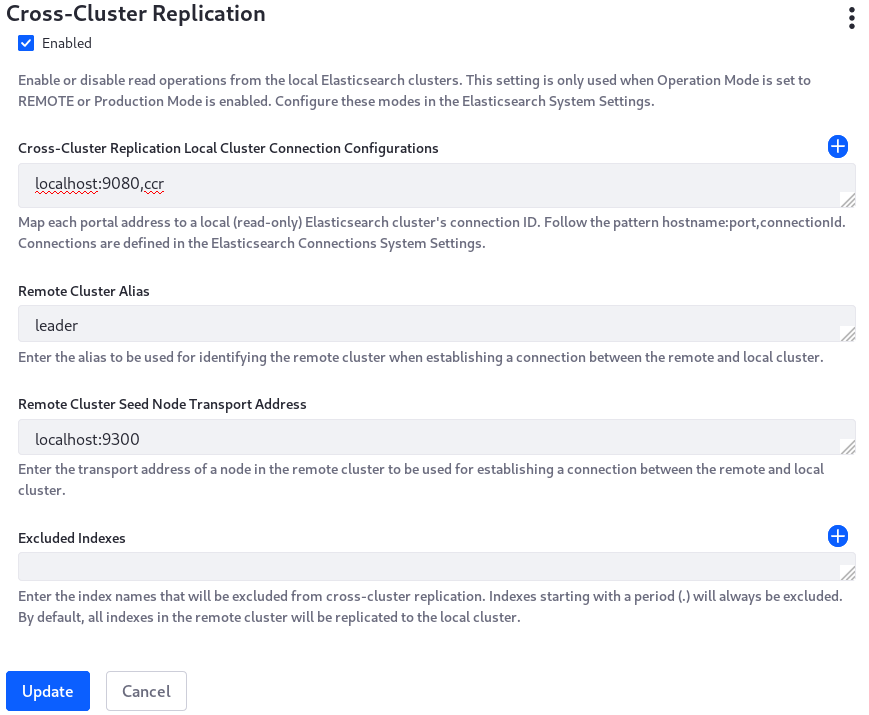 Cross-Cluster Replication
Enabled
Enable or disable read operations from the local Elasticsearch clusters. This setting is only used when Operation Mode is set to
REMOTE or Production Mode is enabled. Configure these modes in the Elasticsearch System Settings.
Cross-Cluster Replication Local Cluster Connection Configurations
localhost:9080,ccr
Map each portal address to a local (read-only) Elasticsearch cluster's connection ID. Follow the pattern hostname:port,connectionId.
Connections are defined in the Elasticsearch Connections System Settings.
Remote Cluster Alias
leader
Enter the alias to be used for identifying the remote cluster when establishing a connection between the remote and local cluster.
Remote Cluster Seed Node Transport Address
localhost:9300
Enter the transport address of a node in the remote cluster to be used for establishing a connection between the remote and local
cluster.
Excluded Indexes
Enter the index names that will be excluded from cross-cluster replication. Indexes starting with a period (.) will always be excluded.
By default, all indexes in the remote cluster will be replicated to the local cluster.
Update Cancel